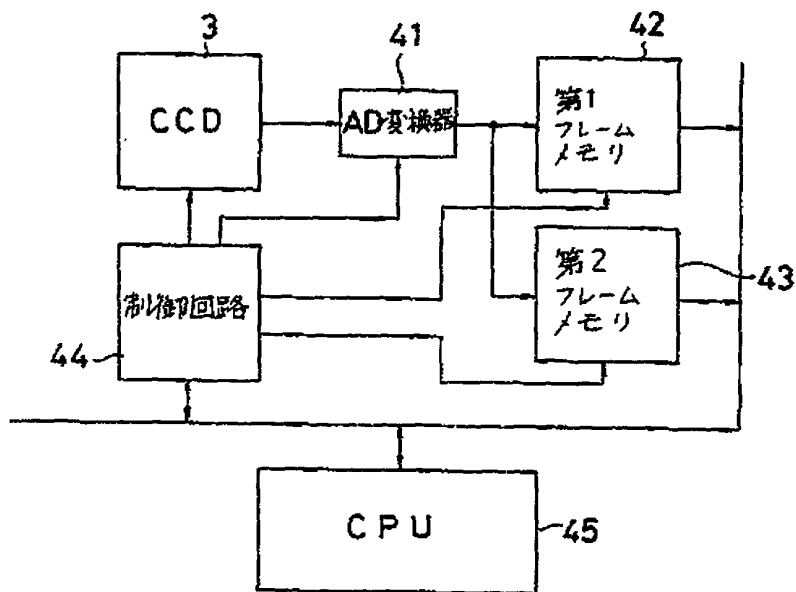 3
CCD
41
AD変換器
42
第1
フレーム
メモリ
第2
フレーム
メモリ
43
制御回路
44
CPU
45